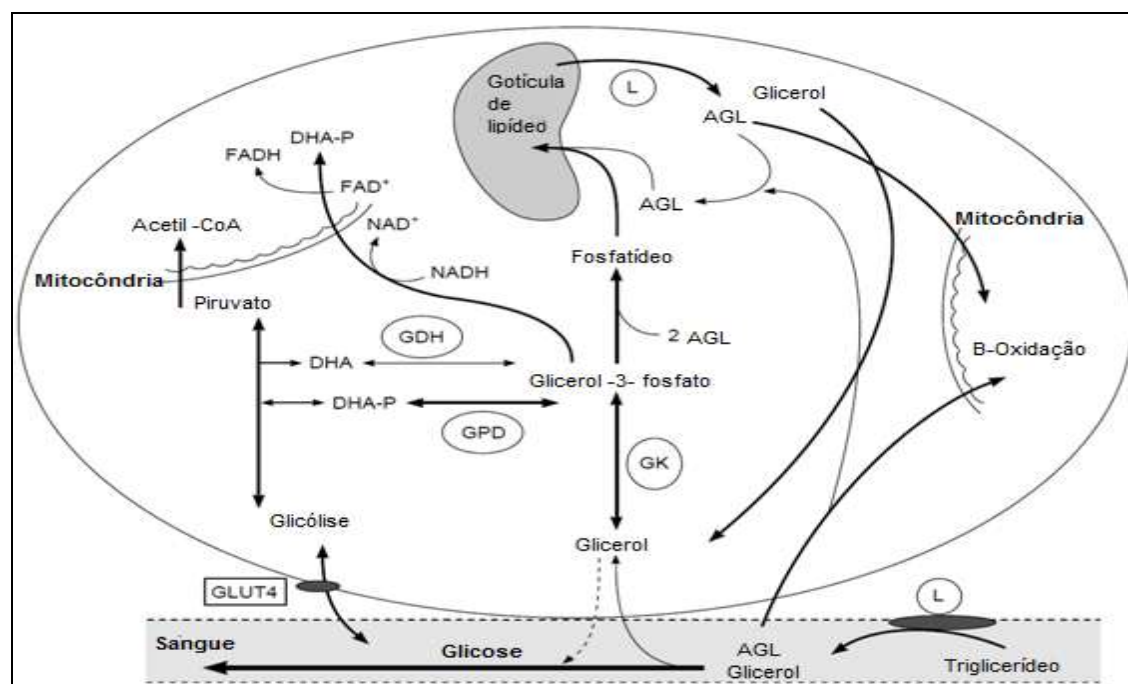 Gotícula
de
lipídeo
L
Glicerol
AGL
DHA-P
FADH
FAD⁺
NAD⁺
NADH
Acetil -CoA
Mitocôndria
Piruvato
AGL
Fosfatídeo
Mitocôndria
2 AGL
B-Oxidação
GDH
DHA
Glicerol -3- fosfato
DHA-P
GPD
GK
Glicólise
Glicerol
GLUT4
L
Sangue
Glicose
AGL
Glicerol
Triglicerídeo